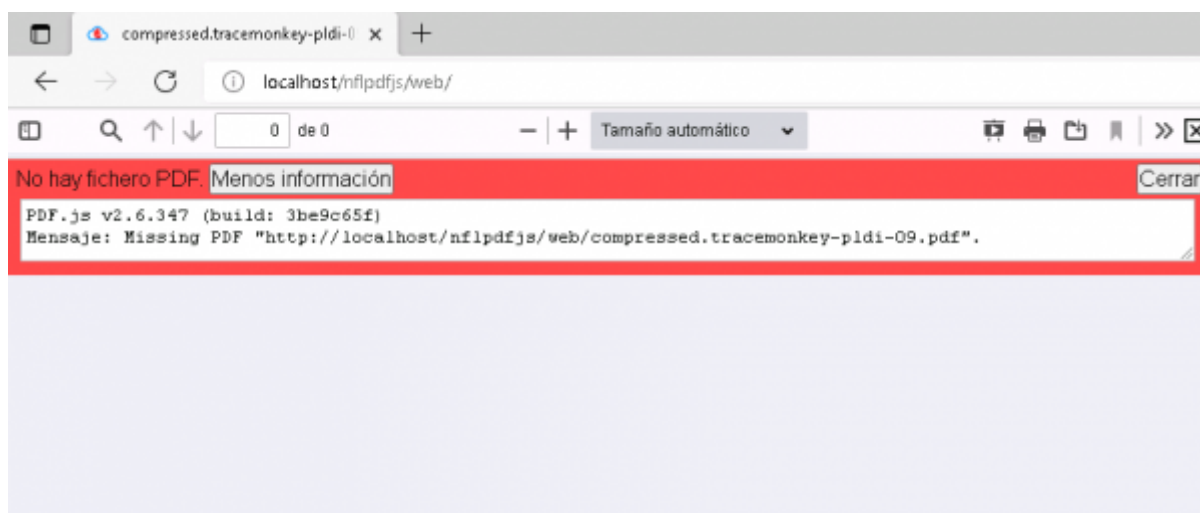 compressed.tracemonkey-pldi-0
localhost/nflpdfjs/web/
0 de 0 Tamaño automático
No hay fichero PDF. Menos información Cerrar
PDF.js v2.6.347 (build: 3be9c65f)
Mensaje: Missing PDF "http://localhost/nflpdfjs/web/compressed.tracemonkey-pldi-09.pdf".